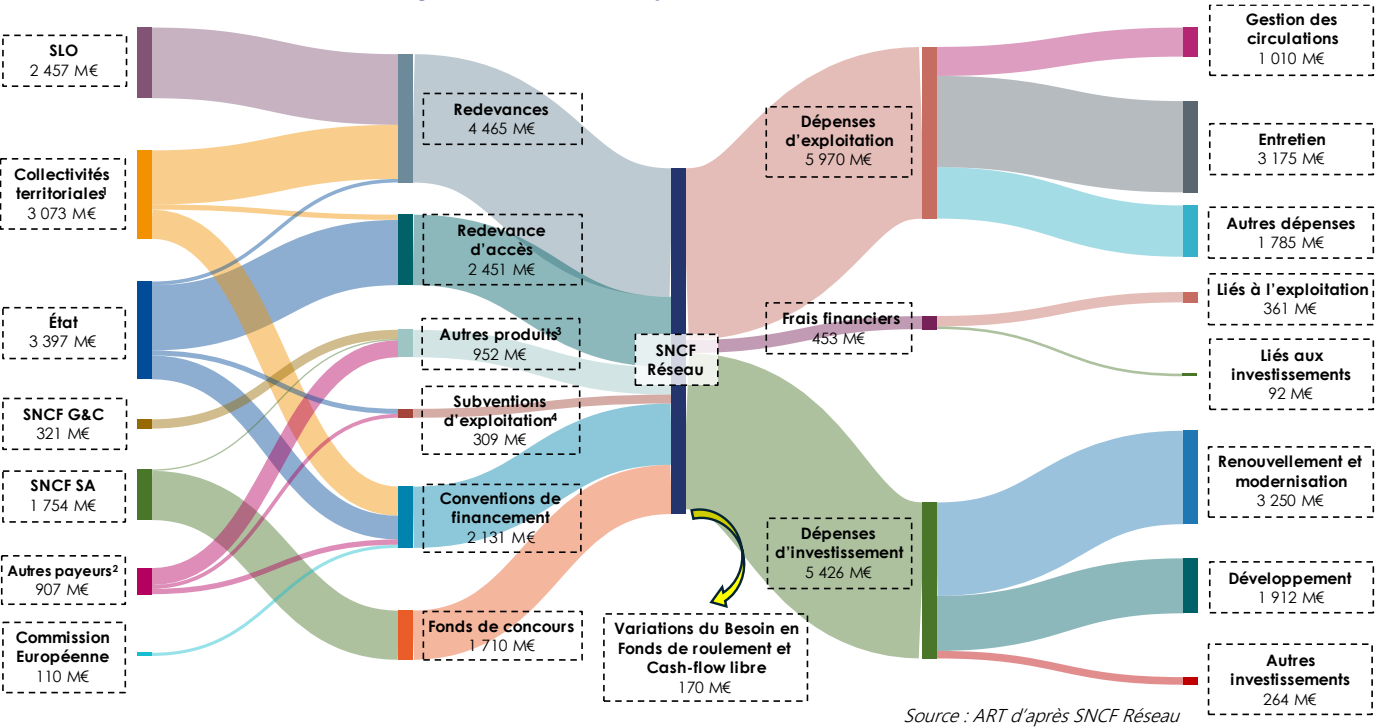 SLO
2 457 M€
Collectivités
territoriales¹
3 073 M€
État
3 397 M€
SNCF G&C
321 M€
SNCF SA
1 754 M€
Autres payeurs²
907 M€
Commission
Européenne
110 M€
Redevances
4 465 M€
Redevance
d'accès
2 451 M€
Autres produits³
952 M€
Subventions
d'exploitation⁴
309 M€
Conventions de
financement
2 131 M€
Fonds de concours
1 710 M€
SNCF
Réseau
Variations du Besoin en
Fonds de roulement et
Cash-flow libre
170 M€
Dépenses
d'exploitation
5 970 M€
Frais financiers
453 M€
Dépenses
d'investissement
5 426 M€
Gestion des
circulations
1 010 M€
Entretien
3 175 M€
Autres dépenses
1 785 M€
Liés à l'exploitation
361 M€
Liés aux
investissements
92 M€
Renouvellement et
modernisation
3 250 M€
Développement
1 912 M€
Autres
investissements
264 M€
Source : ART d'après SNCF Réseau